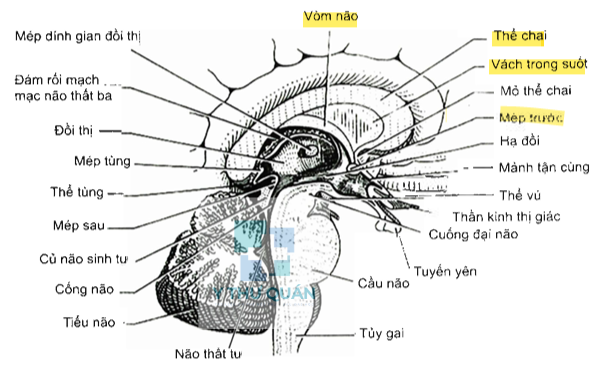 Vòm não
Mép dính gian đồi thị
Đám rối mạch
mạc não thất ba
Đồi thị
Mép tùng
Thể tùng
Mép sau
Củ não sinh tư
Cống não
Tiểu não
Não thất tư
Thể chai
Vách trong suốt
Mỏ thể chai
Mép trước
Hạ đồi
Mảnh tận cùng
Thể vú
Thần kinh thị giác
Cuống đại não
Tuyến yên
Cầu não
Tủy gai
Y THƯ QUÁN